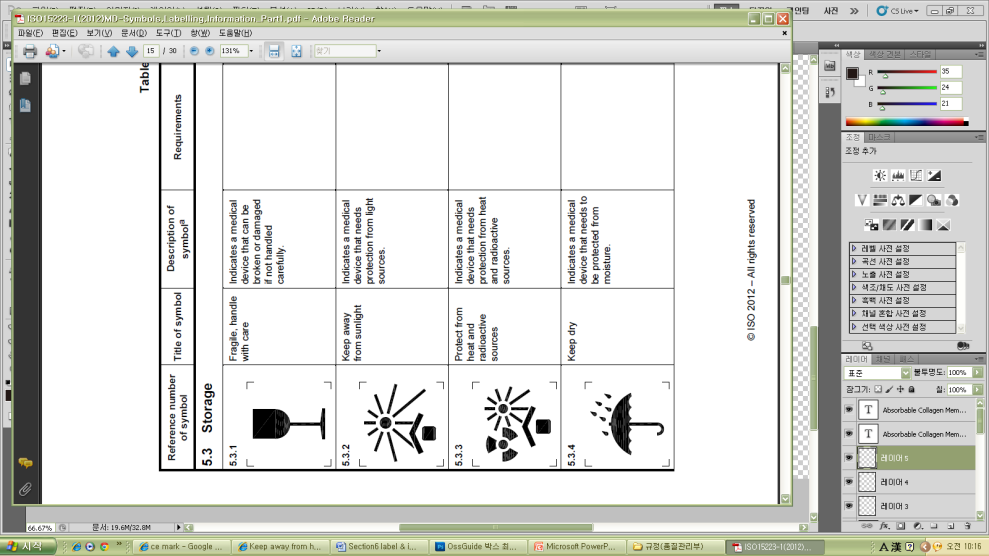 ISO15223-1(2012)MD-Symbols,Labelling,Information_Part1.pdf - Adobe Reader
사진
CS Live
파일(F) 편집(E) 보기(V) 문서(D) 도구(T) 창(W) 도움말(H)
15 / 30
131%
찾기
Table
Reference number of symbol
Title of symbol
Description of symbolᵃ
Requirements
5.3 Storage
5.3.1
Fragile, handle with care
Indicates a medical device that can be broken or damaged if not handled carefully.
5.3.2
Keep away from sunlight
Indicates a medical device that needs protection from light sources.
5.3.3
Protect from heat and radioactive sources
Indicates a medical device that needs protection from heat and radioactive sources.
5.3.4
Keep dry
Indicates a medical device that needs to be protected from moisture.
© ISO 2012 – All rights reserved
색상 색상 견본 스타일
R 35
G 24
B 21
조정 마스크
조정 추가
레벨 사전 설정
곡선 사전 설정
노출 사전 설정
색조/채도 사전 설정
흑백 사전 설정
채널 혼합 사전 설정
선택 색상 사전 설정
레이어 채널 패스
표준 불투명도: 100%
잠그기: 칠: 100%
T Absorbable Collagen Mem...
T Absorbable Collagen Mem...
레이어 5
레이어 4
레이어 3
66.67% 문서: 19.6M/32.8M
시작
ce mark - Google ...
Keep away from h...
Section6 label & i...
OssGuide 박스 최...
Microsoft PowerP...
규정(품질관리부)
ISO15223-1(2012)...
A 漢
오전 10:16